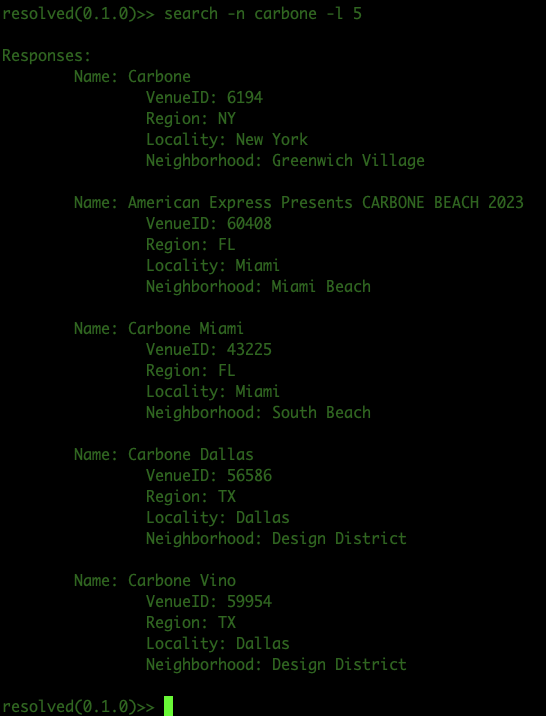 resolved(0.1.0)>> search -n carbone -l 5
Responses:
Name: Carbone
VenueID: 6194
Region: NY
Locality: New York
Neighborhood: Greenwich Village
Name: American Express Presents CARBONE BEACH 2023
VenueID: 60408
Region: FL
Locality: Miami
Neighborhood: Miami Beach
Name: Carbone Miami
VenueID: 43225
Region: FL
Locality: Miami
Neighborhood: South Beach
Name: Carbone Dallas
VenueID: 56586
Region: TX
Locality: Dallas
Neighborhood: Design District
Name: Carbone Vino
VenueID: 59954
Region: TX
Locality: Dallas
Neighborhood: Design District
resolved(0.1.0)>>